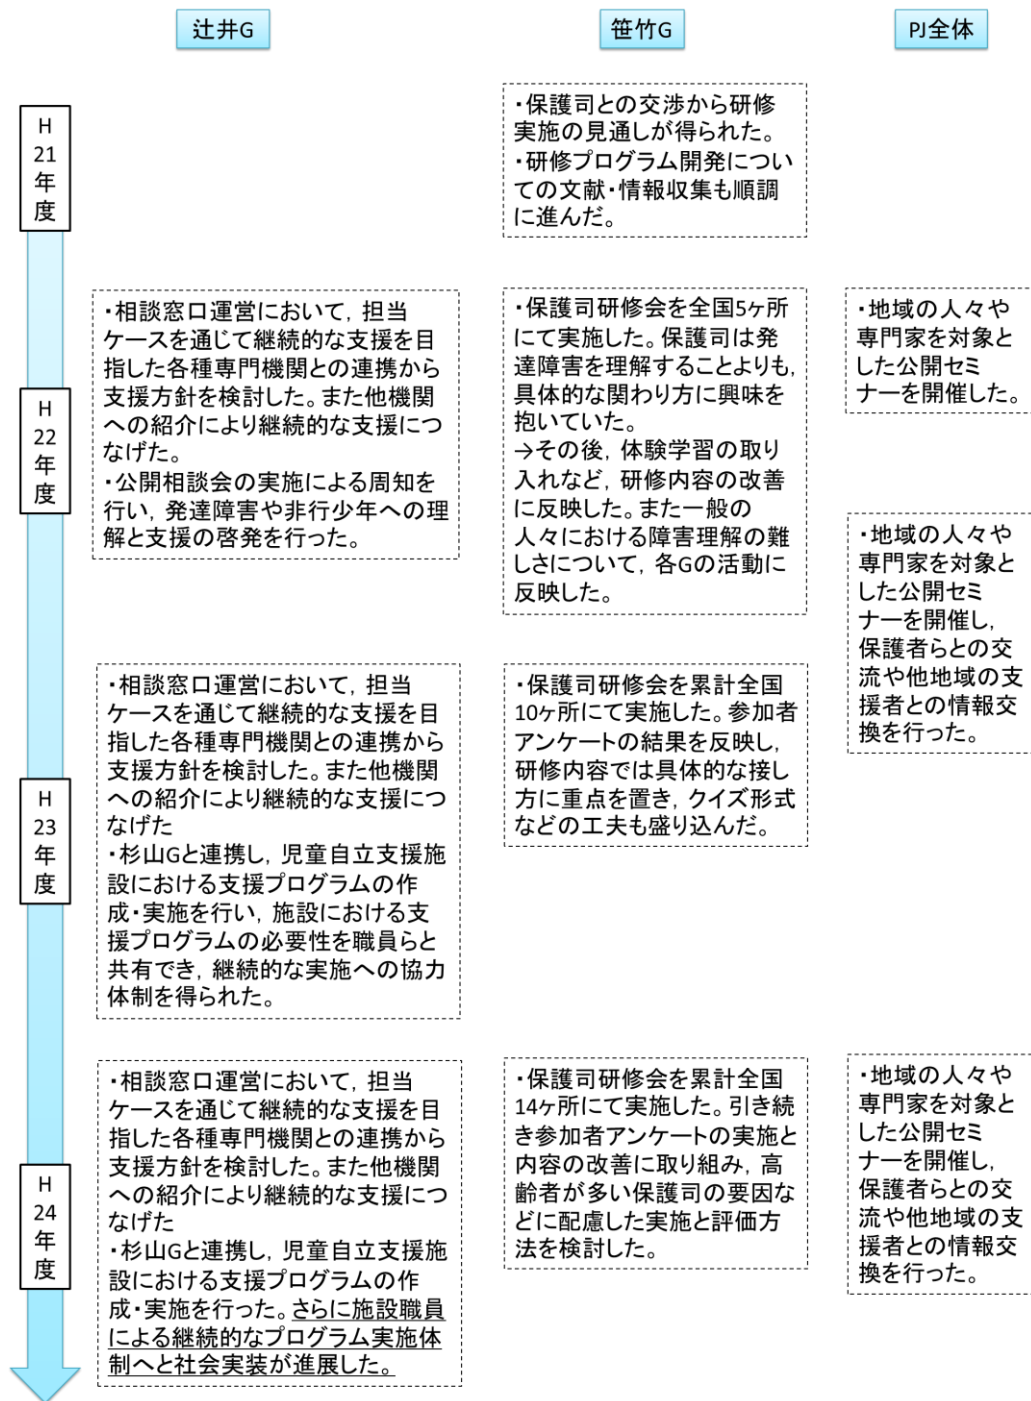 辻井G
笹竹G
PJ全体
H
21
年
度
・保護司との交渉から研修
実施の見通しが得られた。
・研修プログラム開発につい
ての文献・情報収集も順調
に進んだ。
H
22
年
度
・相談窓口運営において，担当
ケースを通じて継続的な支援を目
指した各種専門機関との連携から
支援方針を検討した。また他機関
への紹介により継続的な支援につ
なげた。
・公開相談会の実施による周知を
行い，発達障害や非行少年への理
解と支援の啓発を行った。
・保護司研修会を全国5ヶ所
にて実施した。保護司は発
達障害を理解することよりも，
具体的な関わり方に興味を
抱いていた。
→その後，体験学習の取り
入れなど，研修内容の改善
に反映した。また一般の
人々における障害理解の難
しさについて，各Gの活動に
反映した。
・地域の人々や
専門家を対象と
した公開セミ
ナーを開催した。
H
23
年
度
・相談窓口運営において，担当
ケースを通じて継続的な支援を目
指した各種専門機関との連携から
支援方針を検討した。また他機関
への紹介により継続的な支援につ
なげた
・杉山Gと連携し，児童自立支援施
設における支援プログラムの作
成・実施を行い，施設における支
援プログラムの必要性を職員らと
共有でき，継続的な実施への協力
体制を得られた。
・保護司研修会を累計全国
10ヶ所にて実施した。参加者
アンケートの結果を反映し，
研修内容では具体的な接し
方に重点を置き，クイズ形式
などの工夫も盛り込んだ。
・地域の人々や
専門家を対象と
した公開セミ
ナーを開催し，
保護者らとの交
流や他地域の支
援者との情報交
換を行った。
H
24
年
度
・相談窓口運営において，担当
ケースを通じて継続的な支援を目
指した各種専門機関との連携から
支援方針を検討した。また他機関
への紹介により継続的な支援につ
なげた
・杉山Gと連携し，児童自立支援施
設における支援プログラムの作
成・実施を行った。さらに施設職員
による継続的なプログラム実施体
制へと社会実装が進展した。
・保護司研修会を累計全国
14ヶ所にて実施した。引き続
き参加者アンケートの実施と
内容の改善に取り組み，高
齢者が多い保護司の要因な
どに配慮した実施と評価方
法を検討した。
・地域の人々や
専門家を対象と
した公開セミ
ナーを開催し，
保護者らとの交
流や他地域の支
援者との情報交
換を行った。